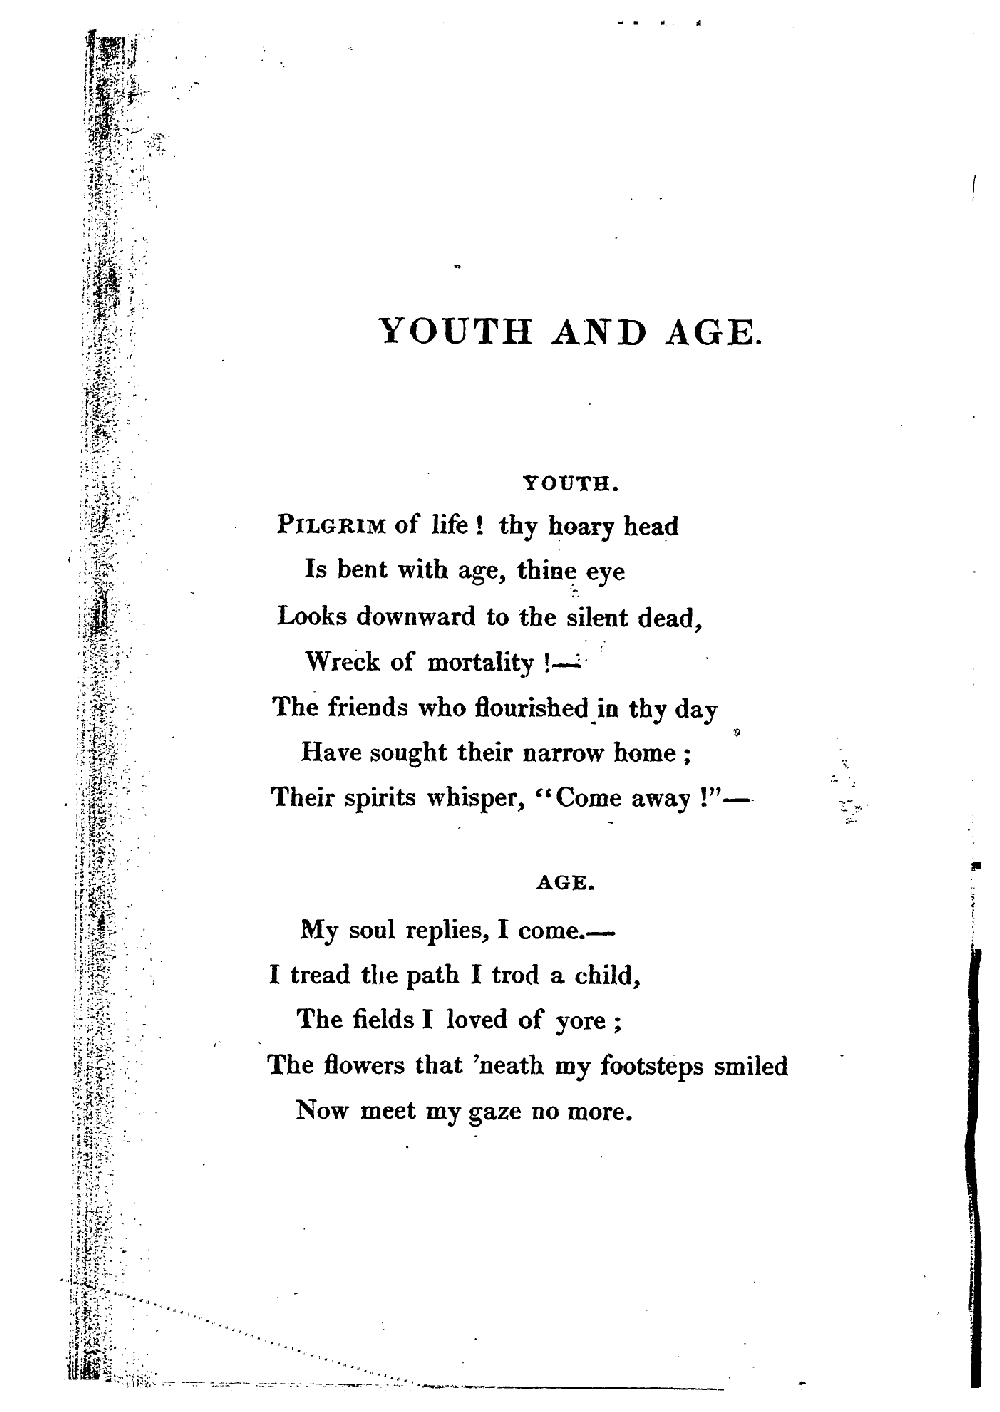 YOUTH AND AGE.
YOUTH.
PILGRIM of life ! thy hoary head
Is bent with age, thine eye
Looks downward to the silent dead,
Wreck of mortality !—
The friends who flourished in thy day
Have sought their narrow home ;
Their spirits whisper, “Come away !”—
AGE.
My soul replies, I come.—
I tread the path I trod a child,
The fields I loved of yore ;
The flowers that ’neath my footsteps smiled
Now meet my gaze no more.